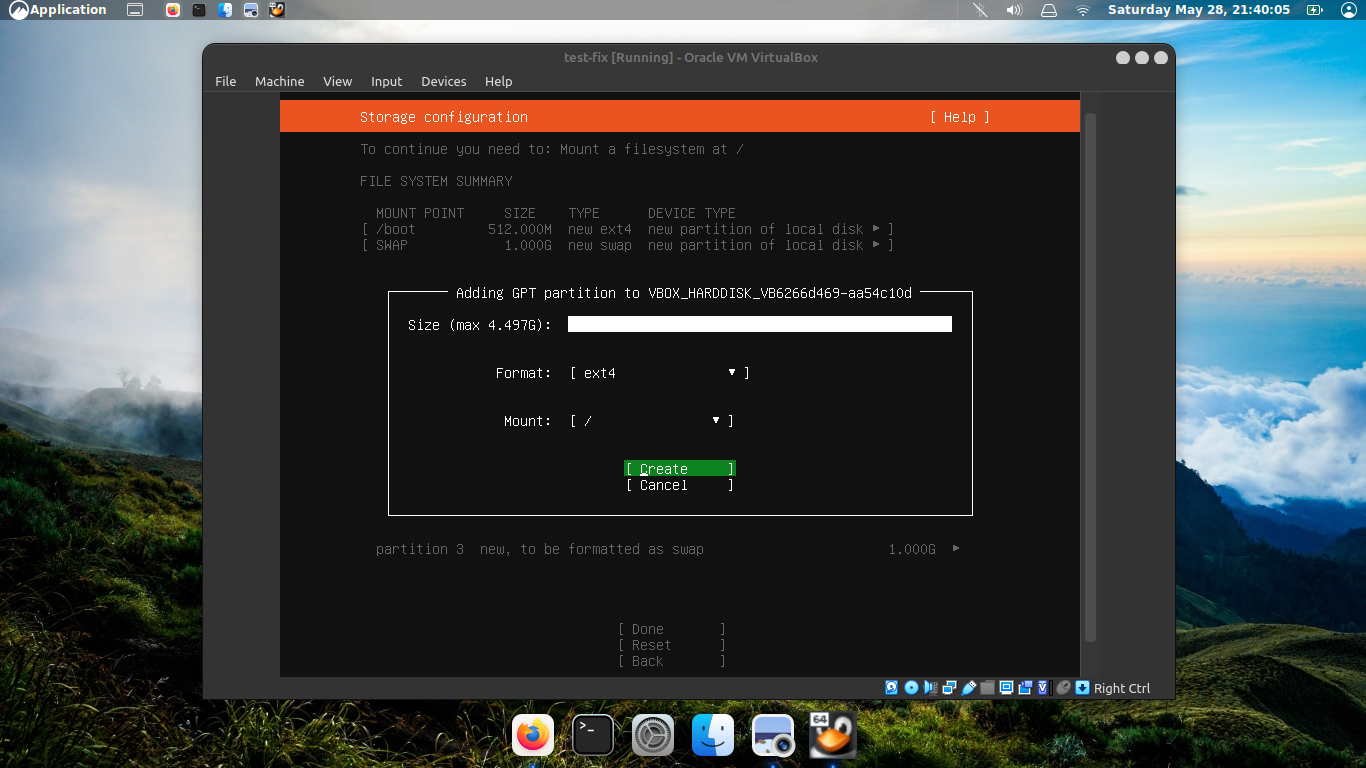 Application
Saturday May 28, 21:40:05
test-fix [Running] - Oracle VM VirtualBox
File Machine View Input Devices Help
Storage configuration [ Help ]
To continue you need to: Mount a filesystem at /
FILE SYSTEM SUMMARY
MOUNT POINT SIZE TYPE DEVICE TYPE
[ /boot 512.000M new ext4 new partition of local disk ▸ ]
[ SWAP 1.000G new swap new partition of local disk ▸ ]
Adding GPT partition to VBOX_HARDDISK_VB6266d469-aa54c10d
Size (max 4.497G):
Format: [ ext4 ▾ ]
Mount: [ / ▾ ]
[ Create ]
[ Cancel ]
partition 3 new, to be formatted as swap 1.000G ▸
[ Done ]
[ Reset ]
[ Back ]
Right Ctrl
64